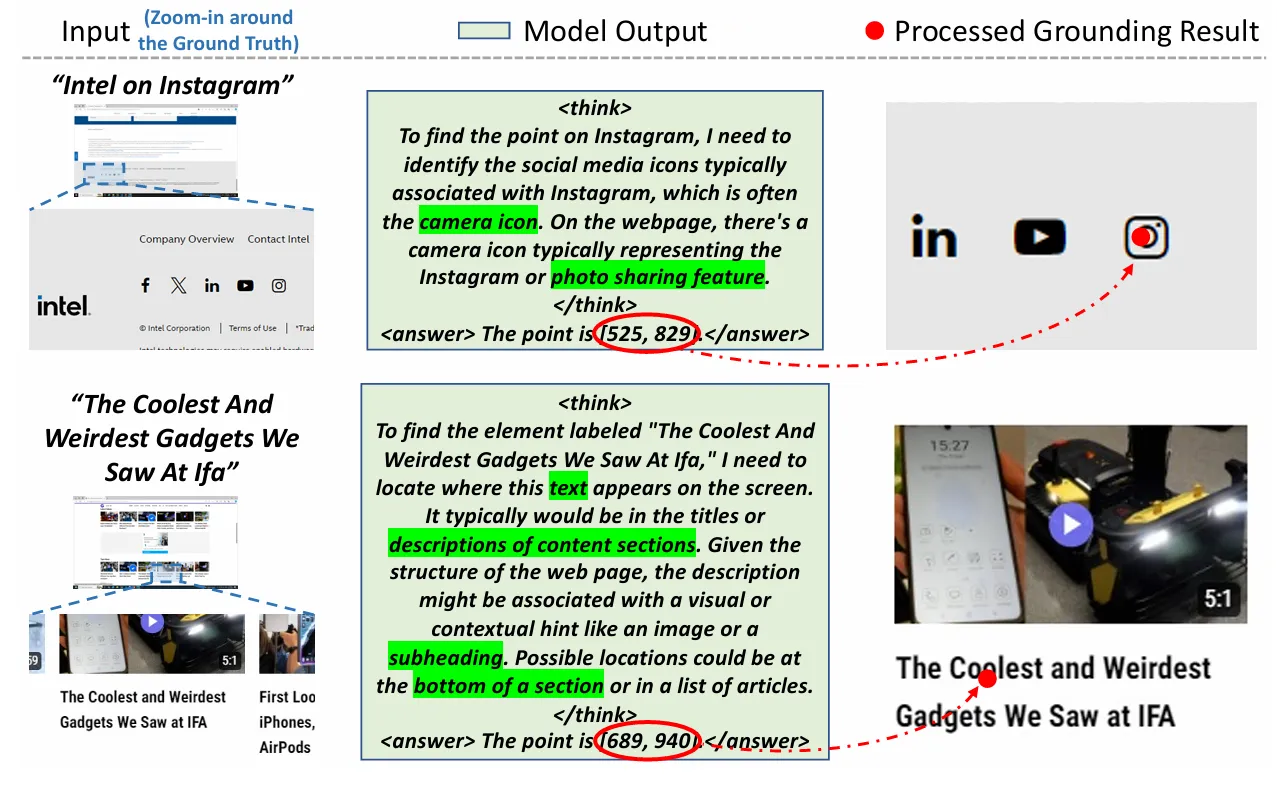 Input (Zoom-in around
the Ground Truth)
Model Output
Processed Grounding Result
“Intel on Instagram”
Company Overview Contact Intel
f X in
intel.
© Intel Corporation | Terms of Use | *Trad
<think>
To find the point on Instagram, I need to
identify the social media icons typically
associated with Instagram, which is often
the camera icon. On the webpage, there's a
camera icon typically representing the
Instagram or photo sharing feature.
</think>
<answer> The point is [525, 829].</answer>
in
“The Coolest And
Weirdest Gadgets We
Saw At Ifa”
59
5:1
The Coolest and Weirdest
Gadgets We Saw at IFA
First Loo
iPhones,
AirPods
<think>
To find the element labeled "The Coolest And
Weirdest Gadgets We Saw At Ifa," I need to
locate where this text appears on the screen.
It typically would be in the titles or
descriptions of content sections. Given the
structure of the web page, the description
might be associated with a visual or
contextual hint like an image or a
subheading. Possible locations could be at
the bottom of a section or in a list of articles.
</think>
<answer> The point is [689, 940].</answer>
15:27
5:1
The Coolest and Weirdest
Gadgets We Saw at IFA